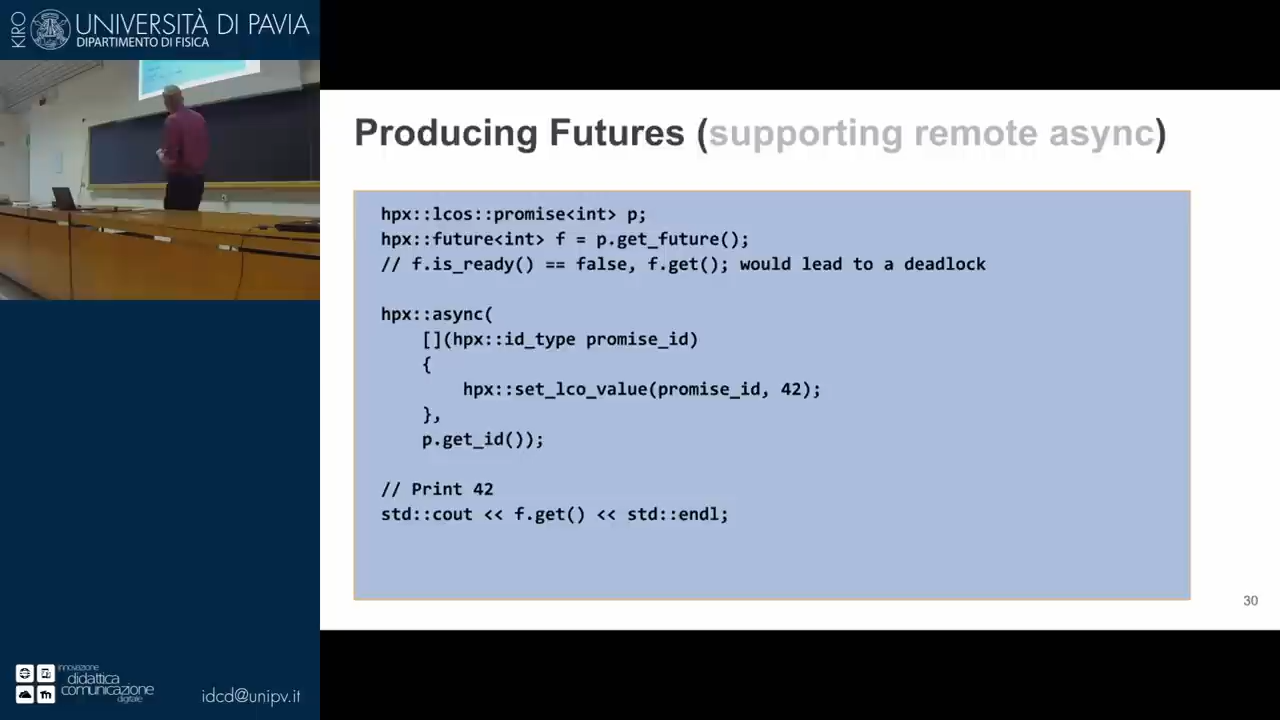 KIRO
UNIVERSITÀ DI PAVIA
DIPARTIMENTO DI FISICA
Producing Futures (supporting remote async)
hpx::lcos::promise<int> p;
hpx::future<int> f = p.get_future();
// f.is_ready() == false, f.get(); would lead to a deadlock
hpx::async(
[](hpx::id_type promise_id)
{
hpx::set_lco_value(promise_id, 42);
},
p.get_id());
// Print 42
std::cout << f.get() << std::endl;
30
innovazione
didattica
comunicazione
digitale
idcd@unipv.it